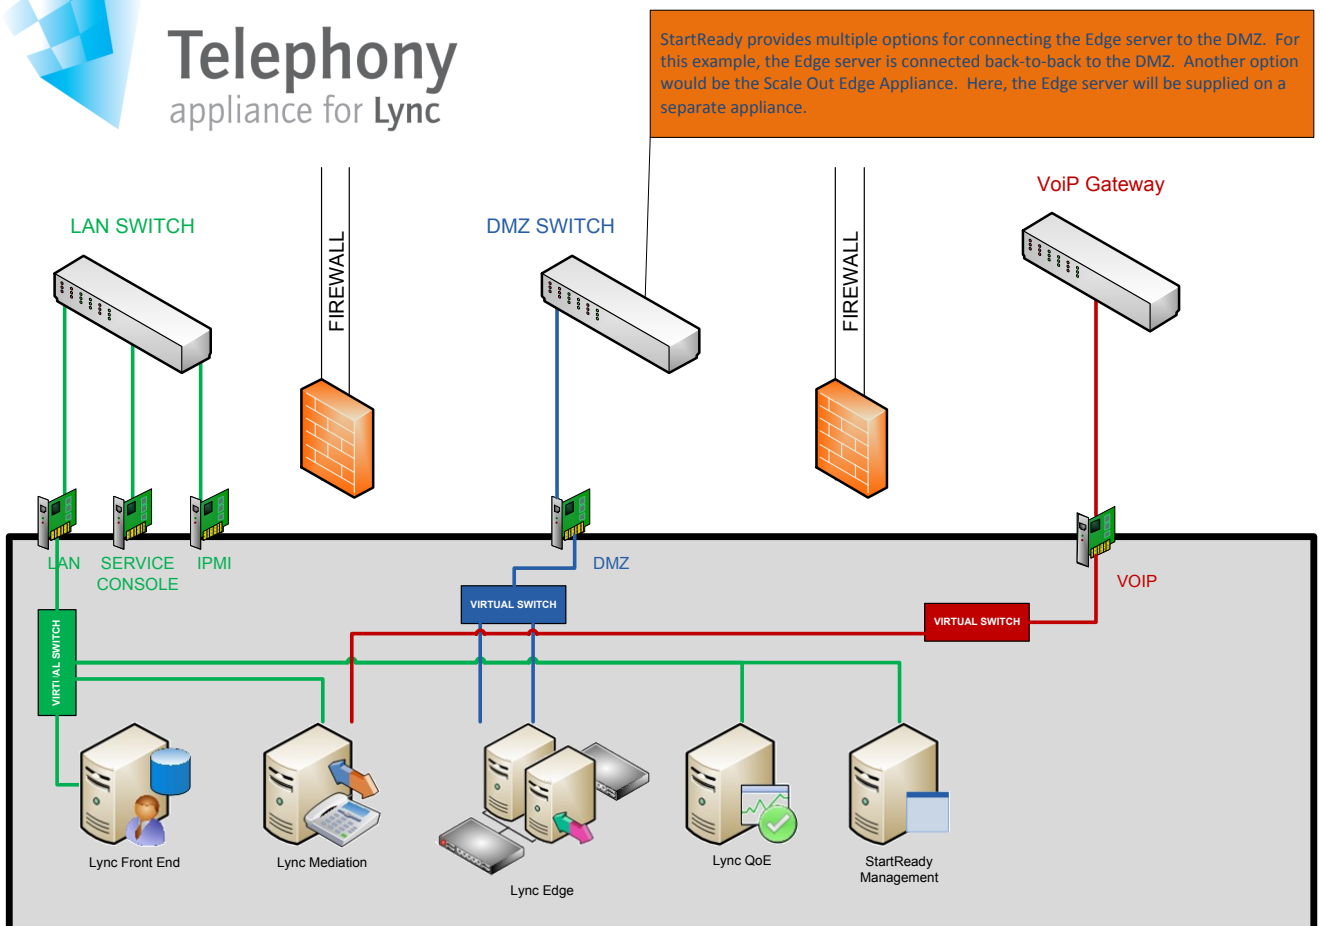 Telephony
appliance for Lync
StartReady provides multiple options for connecting the Edge server to the DMZ. For
this example, the Edge server is connected back-to-back to the DMZ. Another option
would be the Scale Out Edge Appliance. Here, the Edge server will be supplied on a
separate appliance.
VoiP Gateway
LAN SWITCH
DMZ SWITCH
FIREWALL
FIREWALL
LAN
SERVICE
CONSOLE
IPMI
DMZ
VOIP
VIRTUAL SWITCH
VIRTUAL SWITCH
VIRTUAL SWITCH
Lync Front End
Lync Mediation
Lync Edge
Lync QoE
StartReady
Management